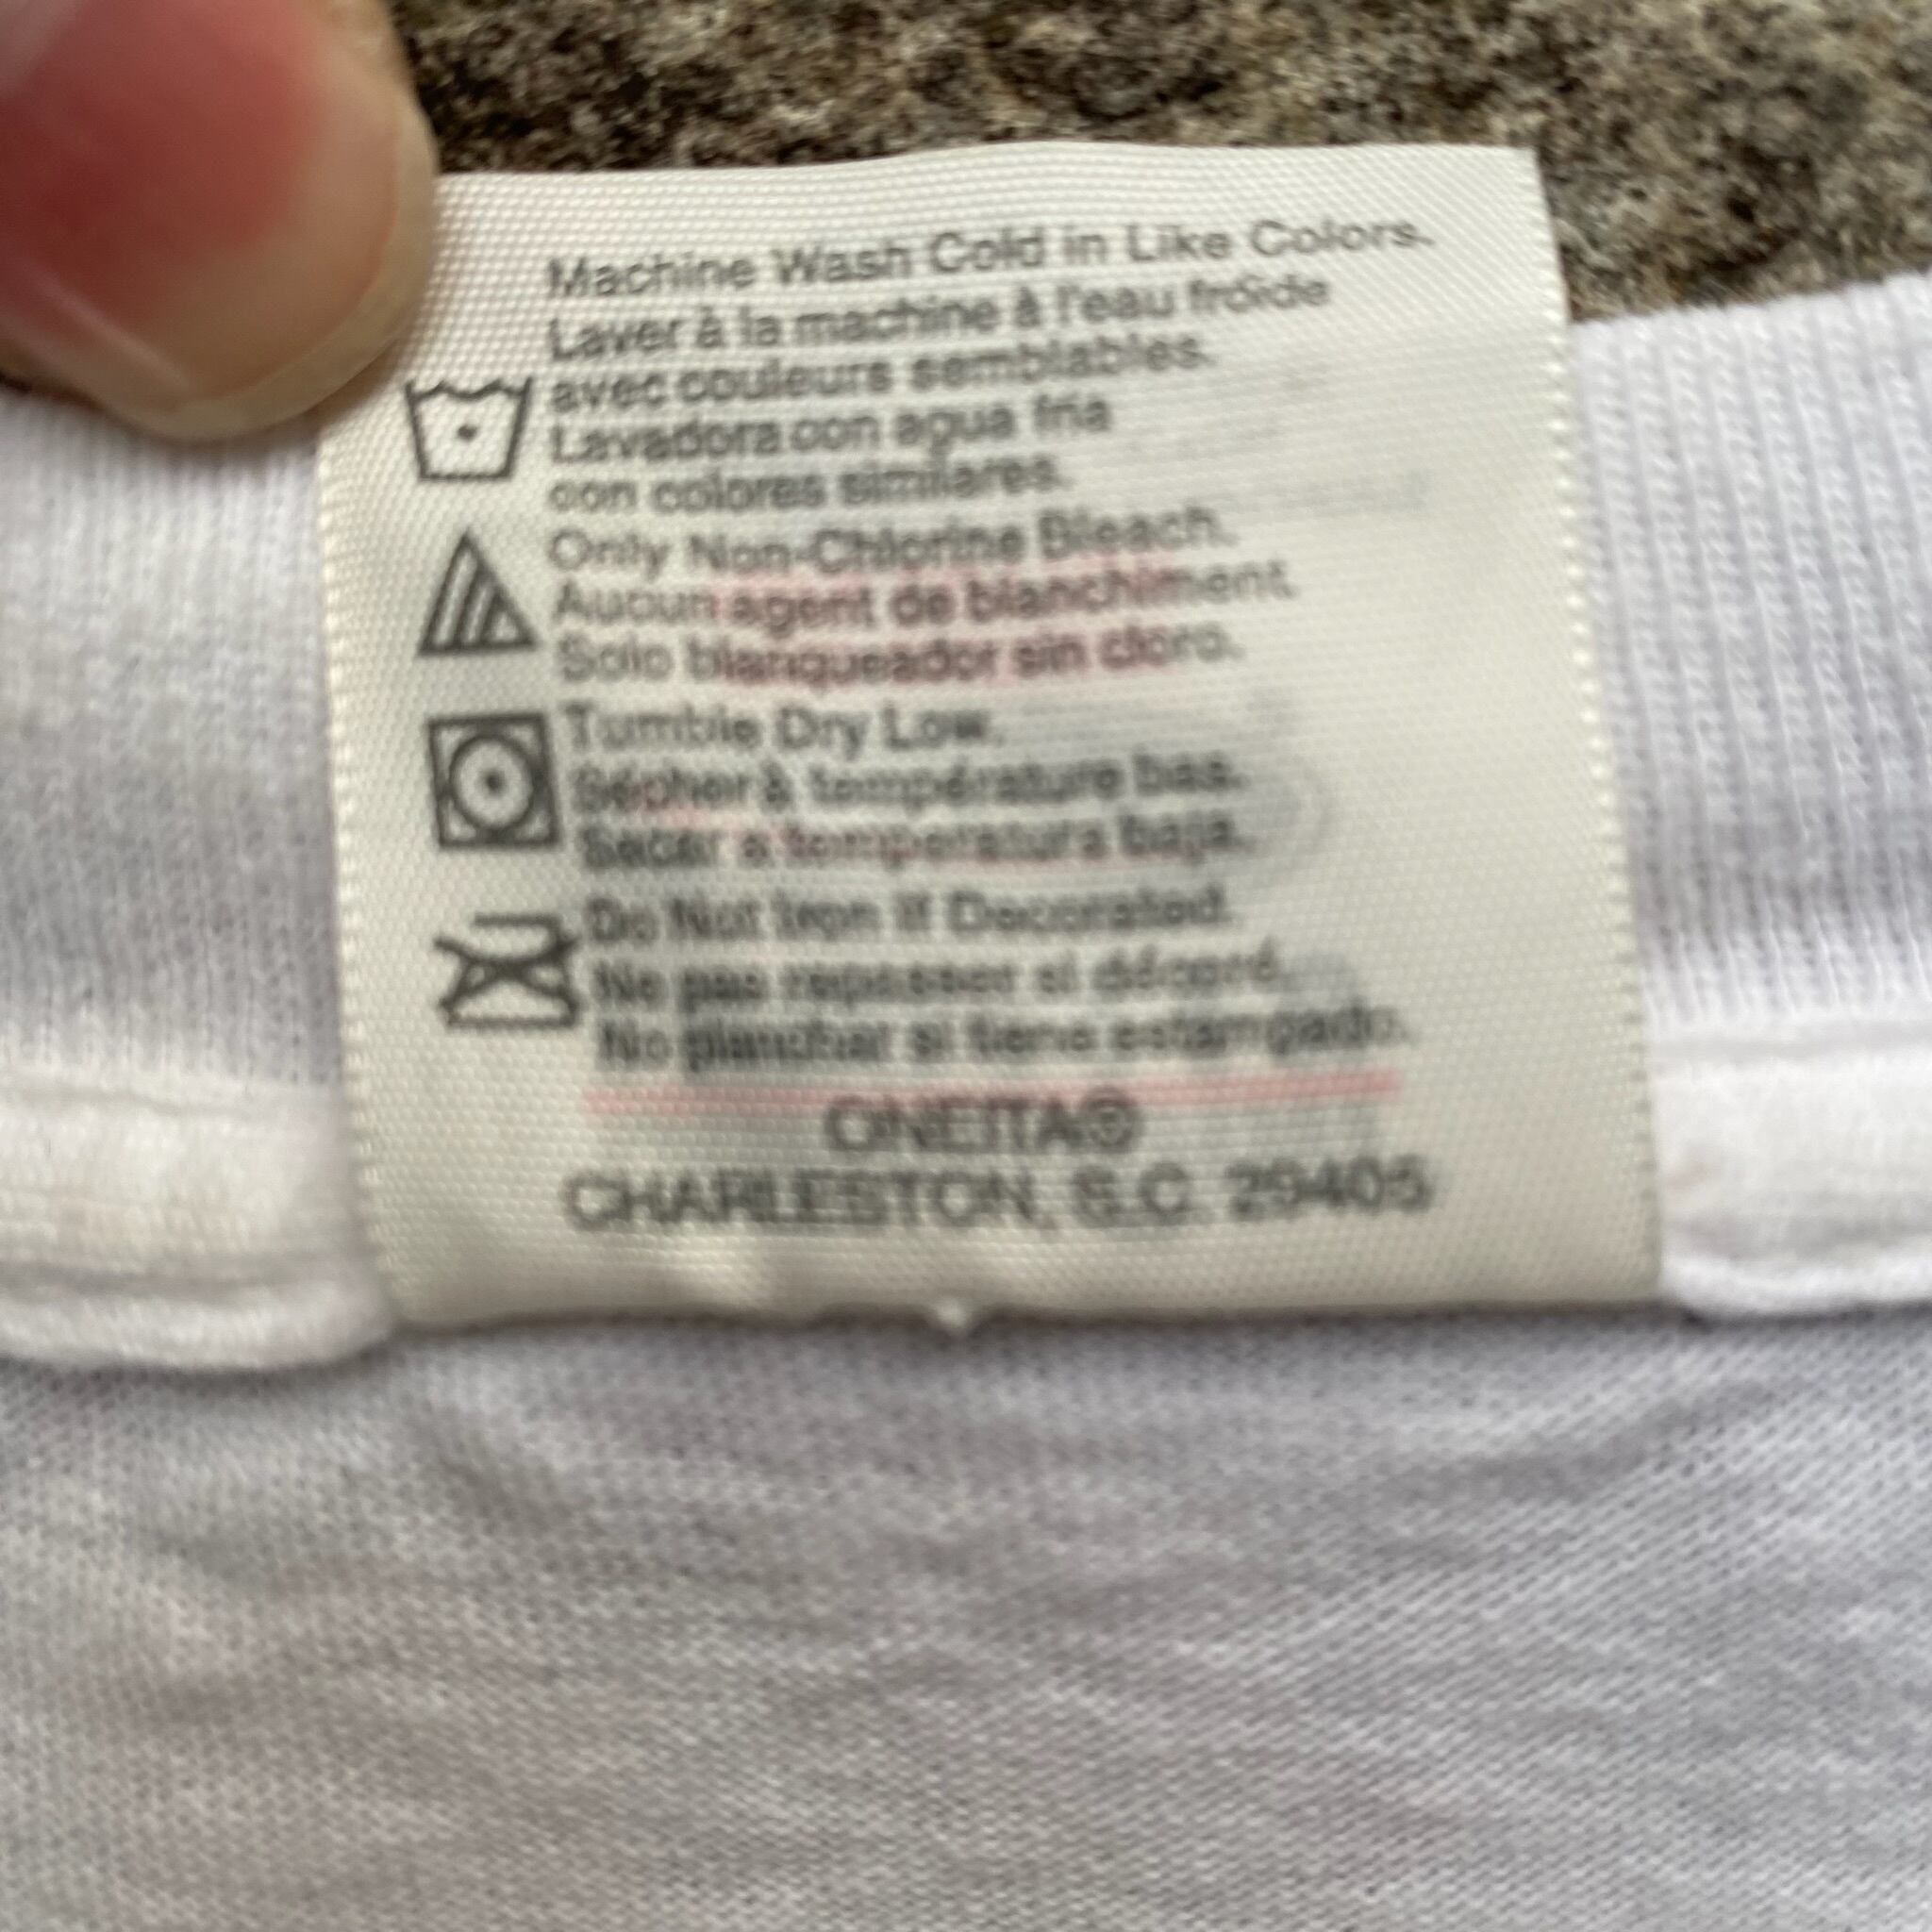 Machine Wash Cold in Like Colors.
Laver à la machine à l'eau froide
avec couleurs semblables.
Lavadora con agua fria
con colores similares.
Only Non-Chlorine Bleach.
Aucun agent de blanchiment.
Solo blanqueador sin cloro.
Tumble Dry Low.
Sécher à température bas.
Secar a temperatura baja.
Do Not Iron If Decorated.
Ne pas repasser si décoré.
No planchar si tiene estampado.
ONEITA®
CHARLESTON, S.C. 29405